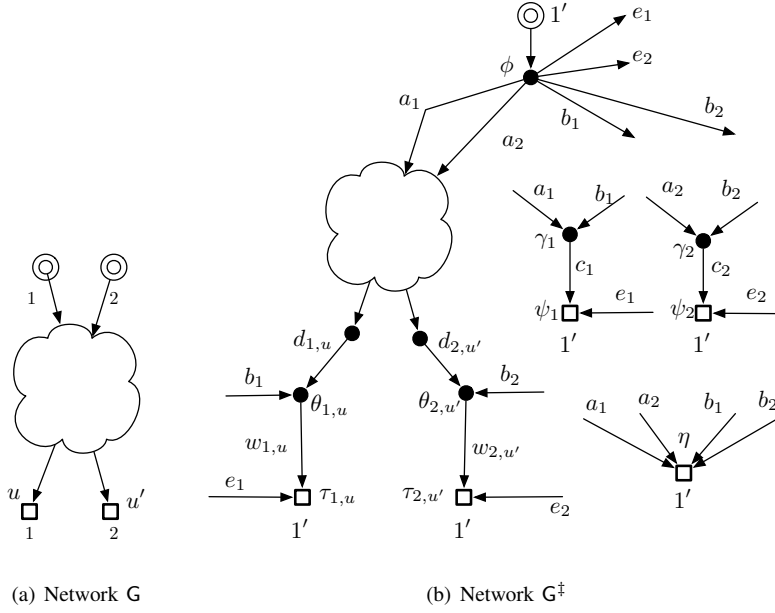 1′
e₁
ϕ
e₂
a₁
b₁
b₂
a₂
a₁
b₁
a₂
b₂
γ₁
γ₂
c₁
c₂
1
2
ψ₁
e₁
ψ₂
e₂
1′
1′
d₁,ᵤ
d₂,ᵤ′
b₁
b₂
θ₁,ᵤ
θ₂,ᵤ′
a₁
a₂
b₁
b₂
η
w₁,ᵤ
w₂,ᵤ′
u
u′
e₁
τ₁,ᵤ
τ₂,ᵤ′
e₂
1′
1
2
1′
1′
(a) Network G
(b) Network G‡